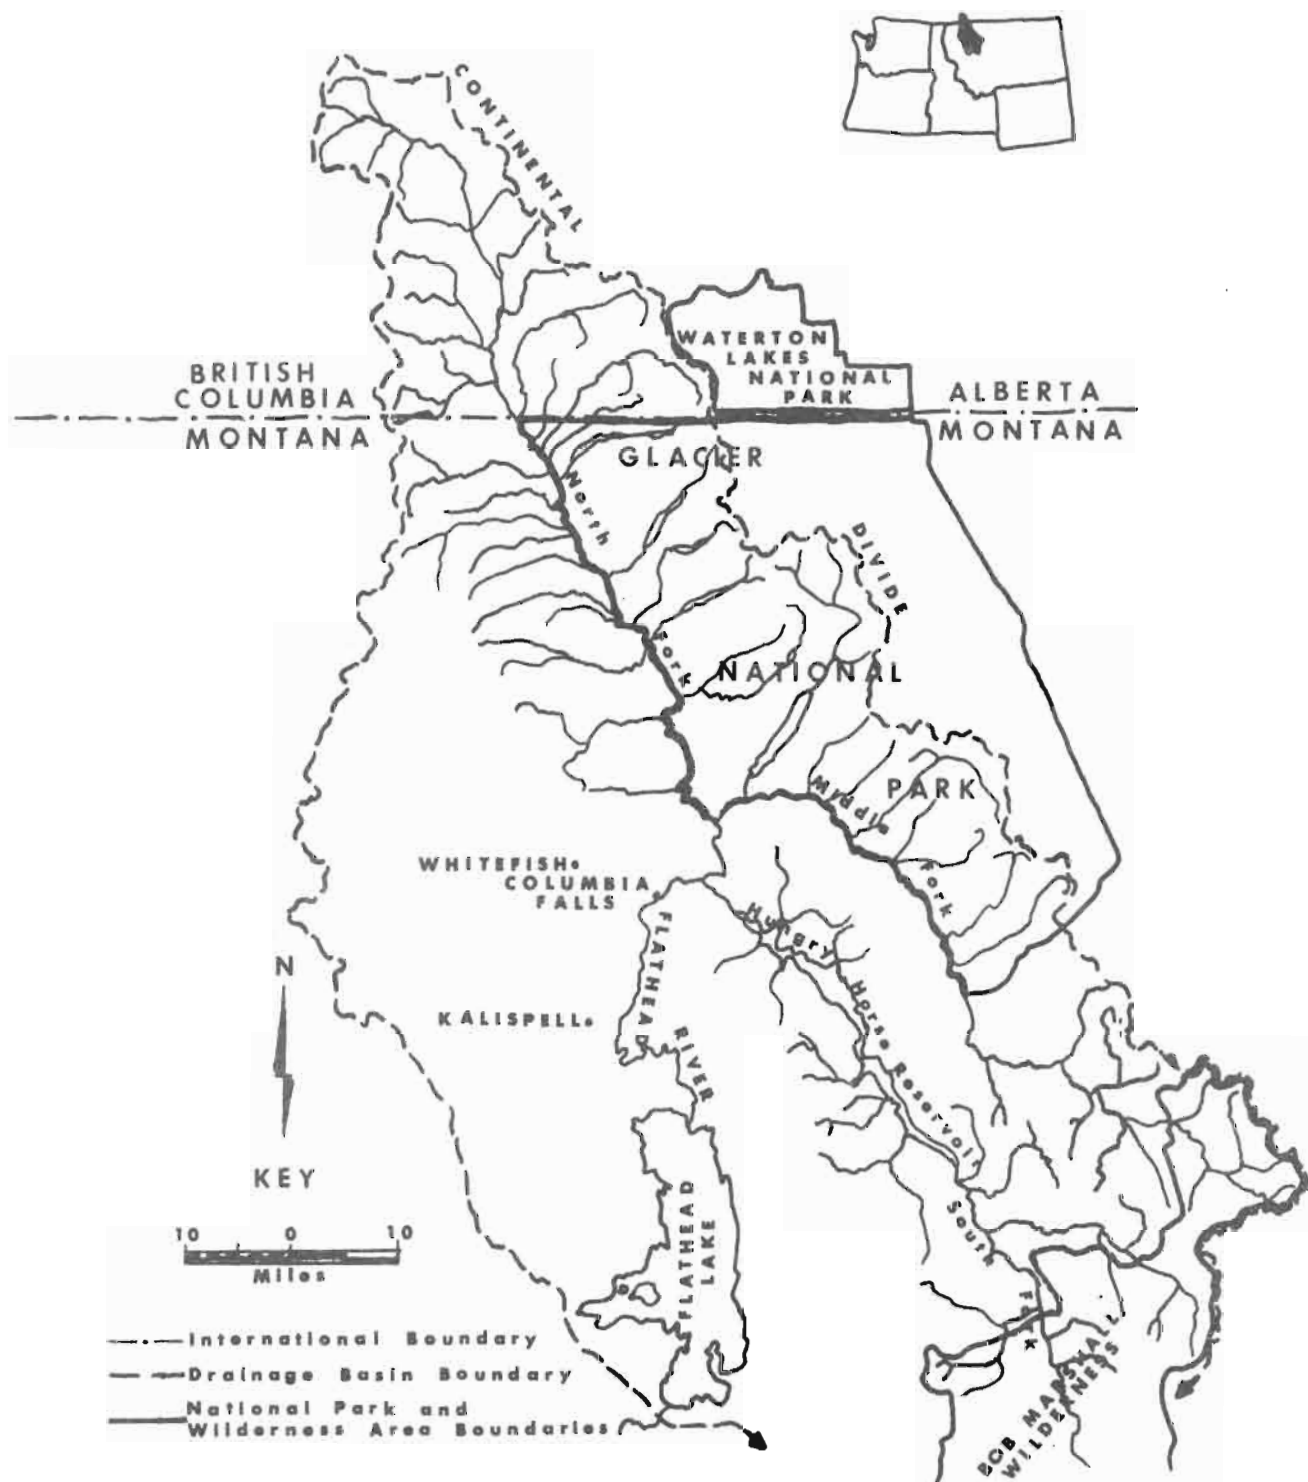 CONTINENTAL
WATERTON
LAKES
NATIONAL
PARK
BRITISH
COLUMBIA
MONTANA
ALBERTA
MONTANA
GLACIER
North
DIVIDE
Fork
NATIONAL
Middle
PARK
Fork
WHITEFISH
COLUMBIA
FALLS
Hungry
FLATHEAD
N
Horse
KALISPELL
RIVER
Reservoir
KEY
South
FLATHEAD
LAKE
10 0 10
Miles
Fork
International Boundary
Drainage Basin Boundary
National Park and
Wilderness Area Boundaries
BOB MARSHALL
WILDERNESS